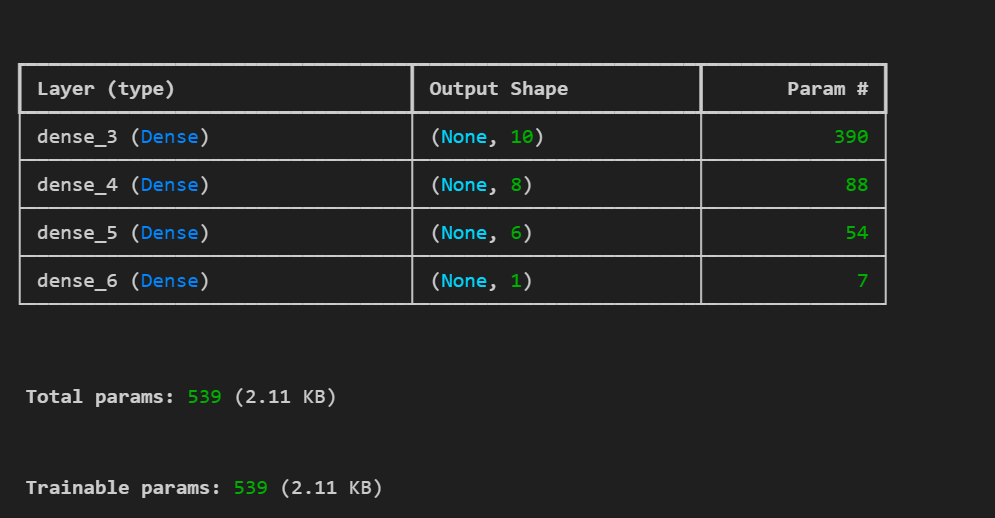 Layer (type) Output Shape Param #
dense_3 (Dense) (None, 10) 390
dense_4 (Dense) (None, 8) 88
dense_5 (Dense) (None, 6) 54
dense_6 (Dense) (None, 1) 7
Total params: 539 (2.11 KB)
Trainable params: 539 (2.11 KB)